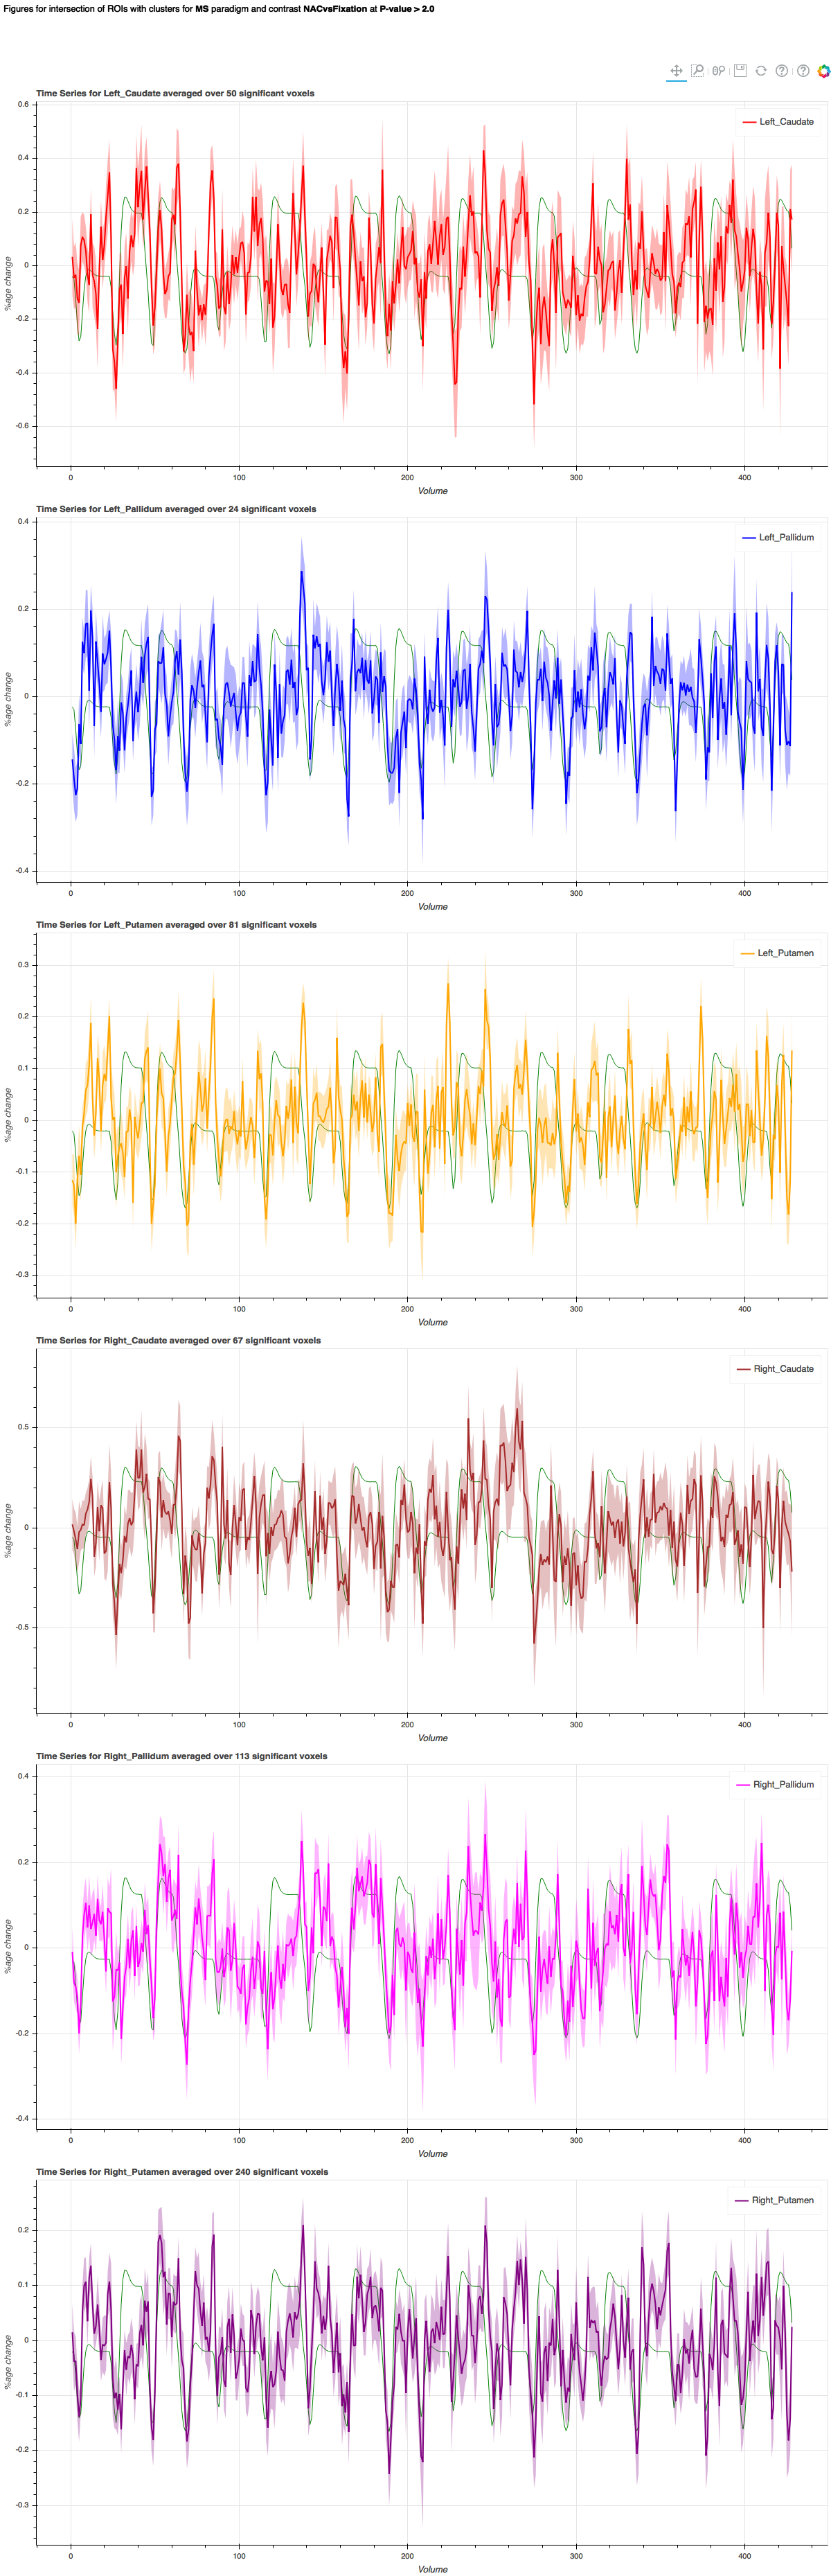 Figures for intersection of ROIs with clusters for MS paradigm and contrast NACvsFixation at P-value > 2.0
Time Series for Left_Caudate averaged over 50 significant voxels
Left_Caudate
%age change
0.6
0.4
0.2
0
-0.2
-0.4
-0.6
0 100 200 300 400
Volume
Time Series for Left_Pallidum averaged over 24 significant voxels
Left_Pallidum
%age change
0.4
0.2
0
-0.2
-0.4
0 100 200 300 400
Volume
Time Series for Left_Putamen averaged over 81 significant voxels
Left_Putamen
%age change
0.3
0.2
0.1
0
-0.1
-0.2
-0.3
0 100 200 300 400
Volume
Time Series for Right_Caudate averaged over 67 significant voxels
Right_Caudate
%age change
0.5
0
-0.5
0 100 200 300 400
Volume
Time Series for Right_Pallidum averaged over 113 significant voxels
Right_Pallidum
%age change
0.4
0.2
0
-0.2
-0.4
0 100 200 300 400
Volume
Time Series for Right_Putamen averaged over 240 significant voxels
Right_Putamen
%age change
0.2
0.1
0
-0.1
-0.2
-0.3
0 100 200 300 400
Volume